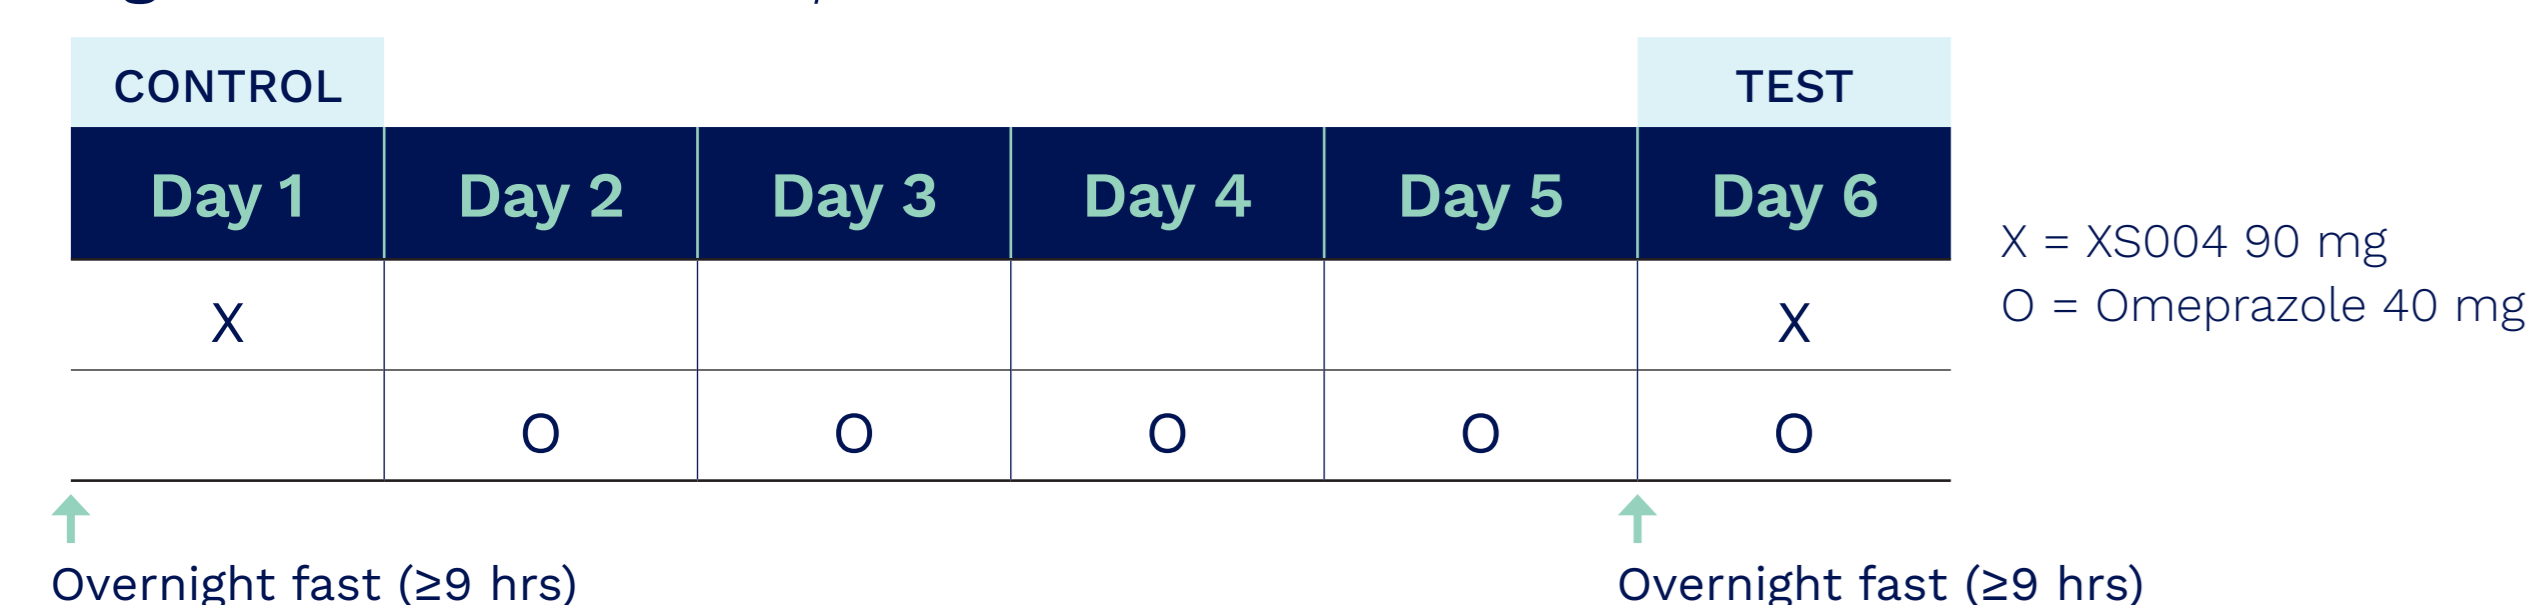 CONTROL TEST
Day 1 Day 2 Day 3 Day 4 Day 5 Day 6
X X
O O O O O
X = XS004 90 mg
O = Omeprazole 40 mg
Overnight fast (≥9 hrs) Overnight fast (≥9 hrs)